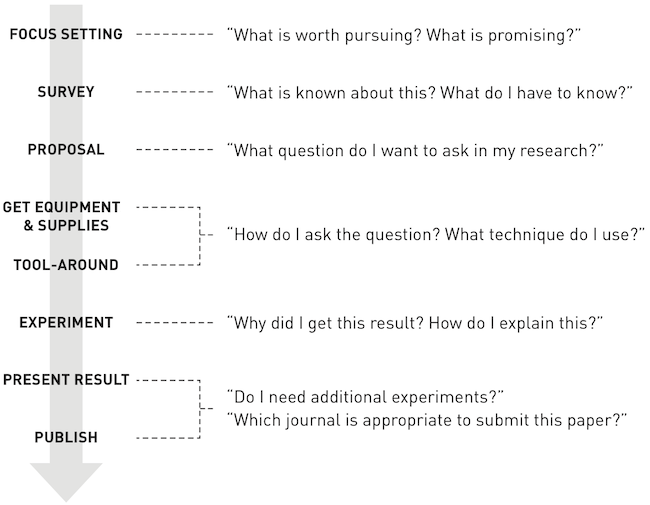 FOCUS SETTING
“What is worth pursuing? What is promising?”
SURVEY
“What is known about this? What do I have to know?”
PROPOSAL
“What question do I want to ask in my research?”
GET EQUIPMENT
& SUPPLIES
“How do I ask the question? What technique do I use?”
TOOL-AROUND
EXPERIMENT
“Why did I get this result? How do I explain this?”
PRESENT RESULT
“Do I need additional experiments?”
“Which journal is appropriate to submit this paper?”
PUBLISH